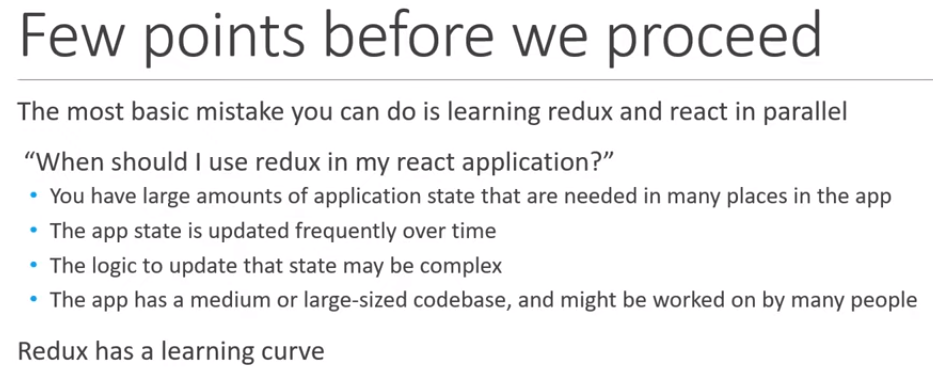 Few points before we proceed
The most basic mistake you can do is learning redux and react in parallel
“When should I use redux in my react application?”
• You have large amounts of application state that are needed in many places in the app
• The app state is updated frequently over time
• The logic to update that state may be complex
• The app has a medium or large-sized codebase, and might be worked on by many people
Redux has a learning curve